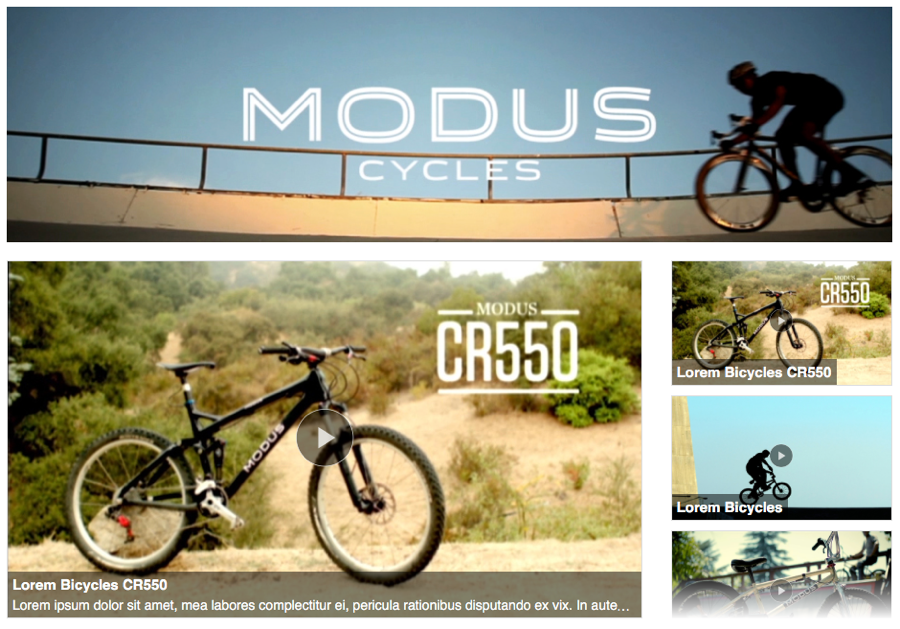 MODUS
CYCLES
MODUS
CR550
MODUS
Lorem Bicycles CR550
Lorem ipsum dolor sit amet, mea labores complectitur ei, pericula rationibus disputando ex vix. In aute...
MODUS
CR550
Lorem Bicycles CR550
Lorem Bicycles